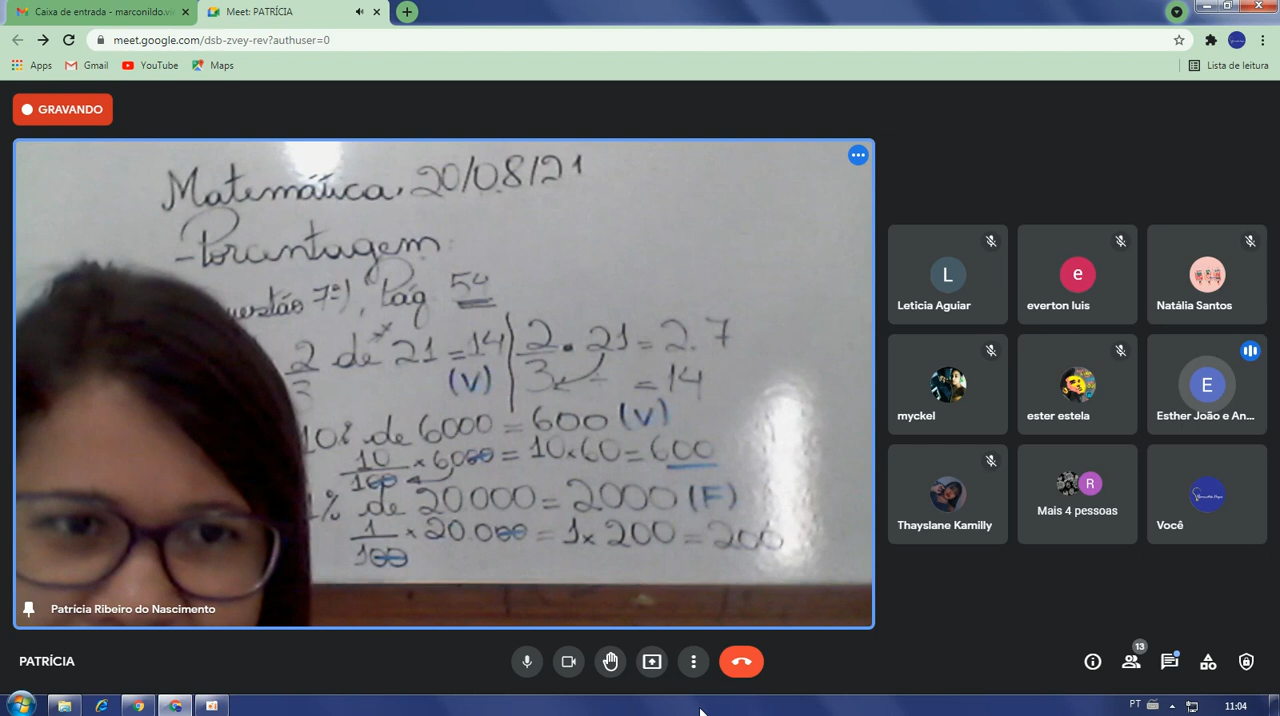 Caixa de entrada - marconildo.vi
Meet: PATRÍCIA
meet.google.com/dsb-zvey-rev?authuser=0
Apps Gmail YouTube Maps
Lista de leitura
GRAVANDO
Matemática. 20/08/21
- Porcentagem
uestão 7ª) Pág 54
2/3 de 21 = 14 (V) | 2/3 . 21 = 2.7
= 14
10% de 6000 = 600 (V)
10/100 × 6000 = 10×60 = 600
1% de 20000 = 2000 (F)
1/100 × 20.000 = 1 × 200 = 200
Patrícia Ribeiro do Nascimento
Leticia Aguiar
everton luis
Natália Santos
myckel
ester estela
Esther João e An...
Thayslane Kamilly
Mais 4 pessoas
Você
L
e
E
R
PATRÍCIA
13
PT
11:04